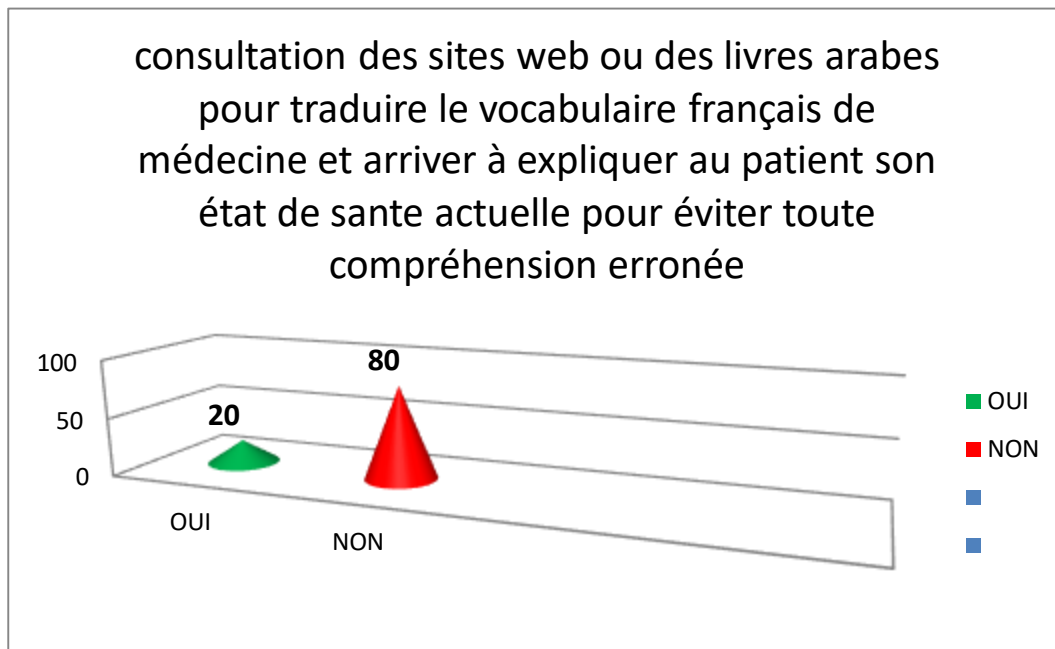 consultation des sites web ou des livres arabes
pour traduire le vocabulaire français de
médecine et arriver à expliquer au patient son
état de sante actuelle pour éviter toute
compréhension erronée
100
50
0
20
80
OUI
NON
OUI
NON